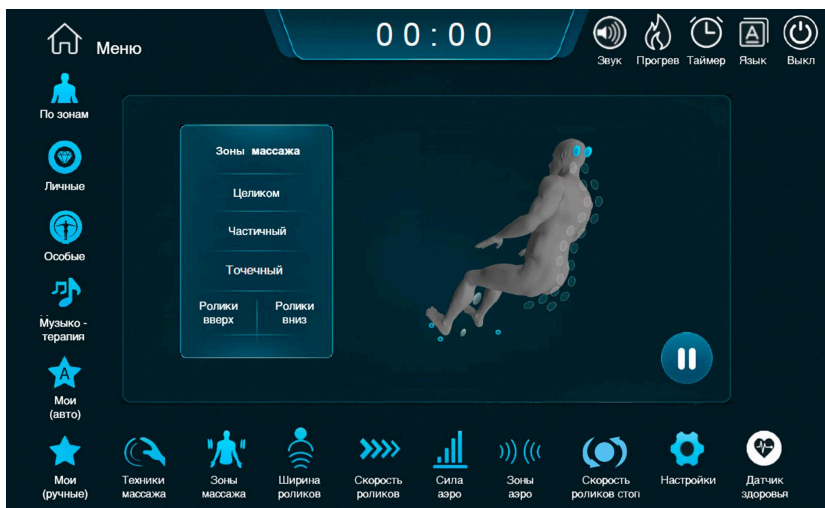 Меню
00:00
Звук
Прогрев
Таймер
Язык
Выкл
По зонам
Личные
Особые
Музыко -
терапия
Мои
(авто)
Мои
(ручные)
Зоны массажа
Целиком
Частичный
Точечный
Ролики
вверх
Ролики
вниз
Техники
массажа
Зоны
массажа
Ширина
роликов
Скорость
роликов
Сила
аэро
Зоны
аэро
Скорость
роликов стоп
Настройки
Датчик
здоровья